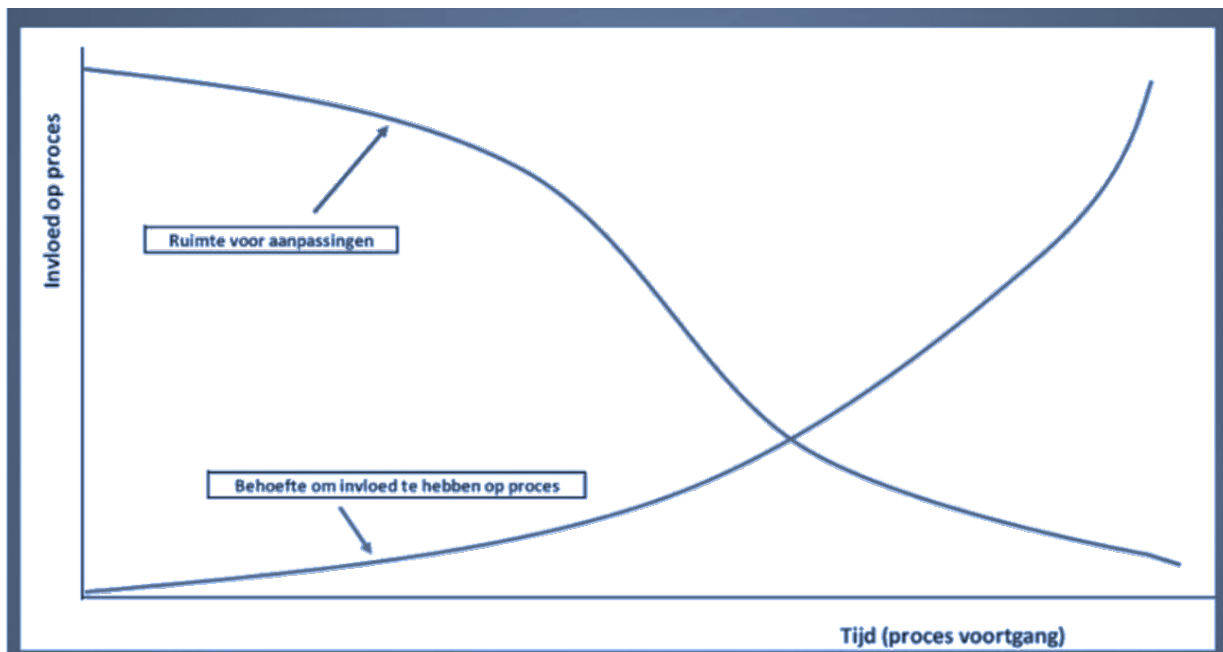 Invloed op proces
Ruimte voor aanpassingen
Behoefte om invloed te hebben op proces
Tijd (proces voortgang)